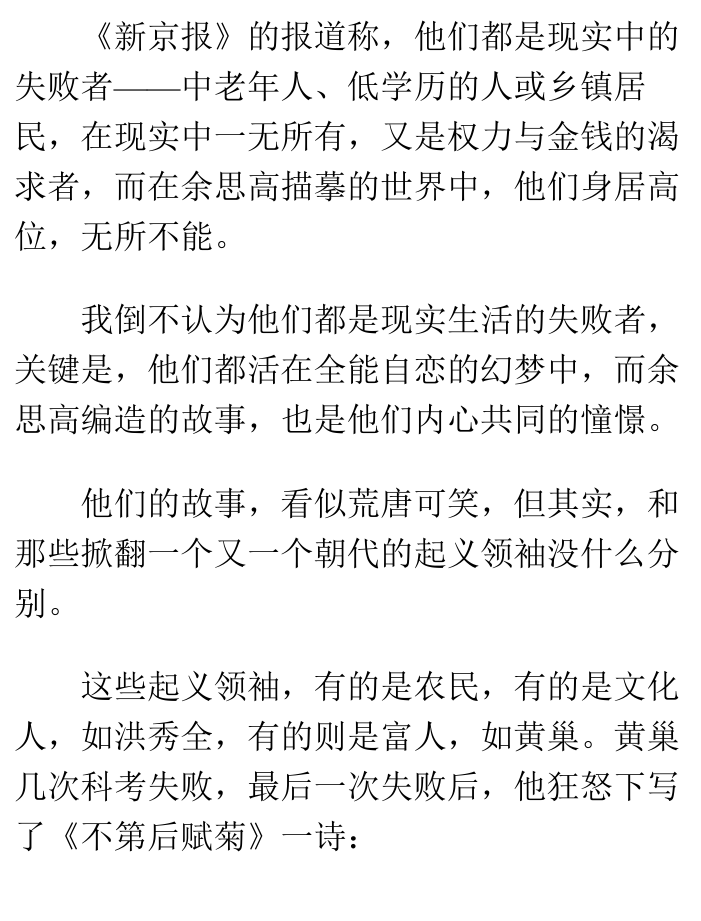 《新京报》的报道称，他们都是现实中的
失败者——中老年人、低学历的人或乡镇居
民，在现实中一无所有，又是权力与金钱的渴
求者，而在余思高描摹的世界中，他们身居高
位，无所不能。
我倒不认为他们都是现实生活的失败者，
关键是，他们都活在全能自恋的幻梦中，而余
思高编造的故事，也是他们内心共同的憧憬。
他们的故事，看似荒唐可笑，但其实，和
那些掀翻一个又一个朝代的起义领袖没什么分
别。
这些起义领袖，有的是农民，有的是文化
人，如洪秀全，有的则是富人，如黄巢。黄巢
几次科考失败，最后一次失败后，他狂怒下写
了《不第后赋菊》一诗：